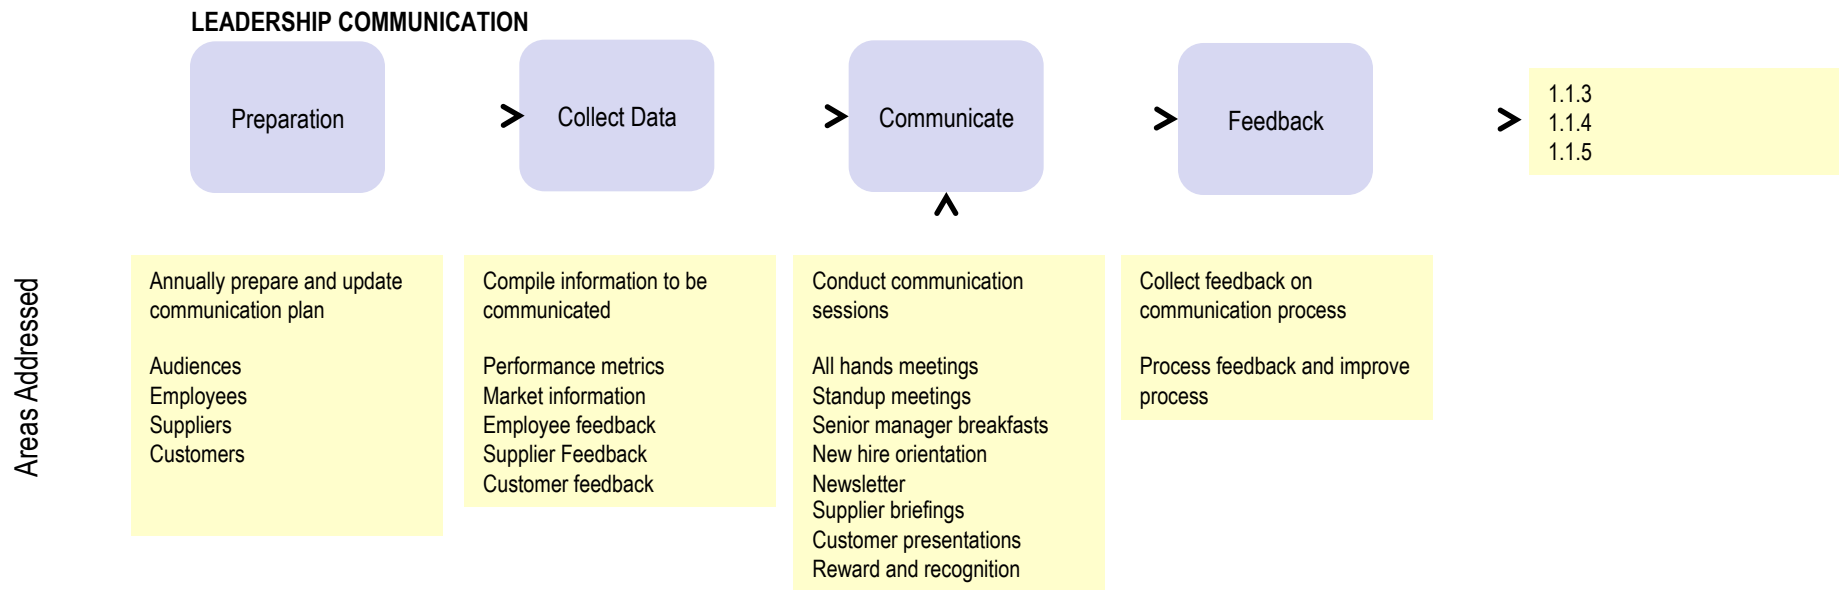 LEADERSHIP COMMUNICATION
Preparation
Collect Data
Communicate
Feedback
1.1.3
1.1.4
1.1.5
Areas Addressed
Annually prepare and update
communication plan
Audiences
Employees
Suppliers
Customers
Compile information to be
communicated
Performance metrics
Market information
Employee feedback
Supplier Feedback
Customer feedback
Conduct communication
sessions
All hands meetings
Standup meetings
Senior manager breakfasts
New hire orientation
Newsletter
Supplier briefings
Customer presentations
Reward and recognition
Collect feedback on
communication process
Process feedback and improve
process